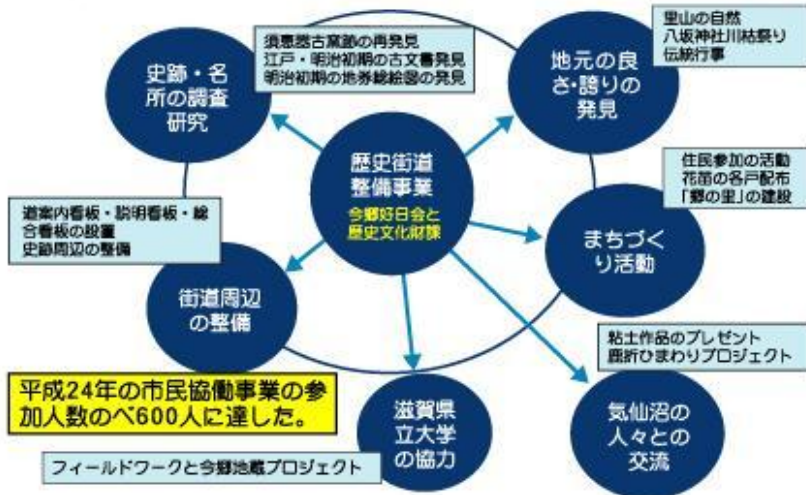 須恵器古窯跡の再発見
江戸・明治初期の古文書発見
明治初期の地券総絵図の発見
里山の自然
八坂神社川祜祭り
伝統行事
史跡・名
所の調査
研究
地元の良
さ・誇りの
発見
歴史街道
整備事業
今郷好日会と
歴史文化財課
住民参加の活動
花苗の各戸配布
「郷の里」の建設
道案内看板・説明看板・総
合看板の設置
史跡周辺の整備
まちづく
り活動
街道周辺
の整備
粘土作品のプレゼント
鹿折ひまわりプロジェクト
平成24年の市民協働事業の参
加人数のべ600人に達した。
滋賀県
立大学
の協力
気仙沼の
人々との
交流
フィールドワークと今郷地蔵プロジェクト